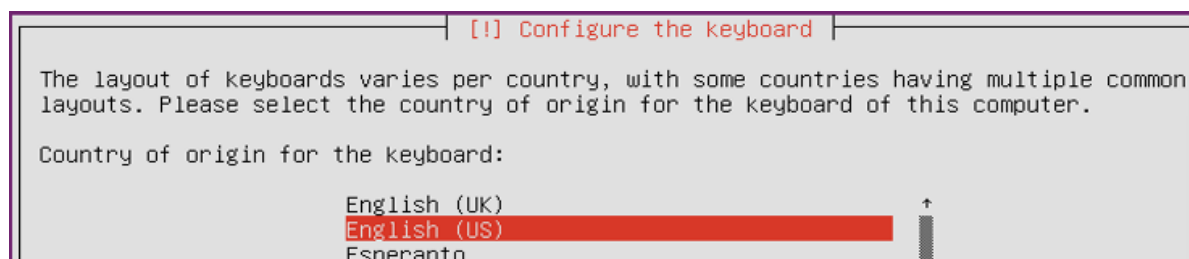 [!] Configure the keyboard
The layout of keyboards varies per country, with some countries having multiple common
layouts. Please select the country of origin for the keyboard of this computer.
Country of origin for the keyboard:
English (UK)
English (US)
Esperanto